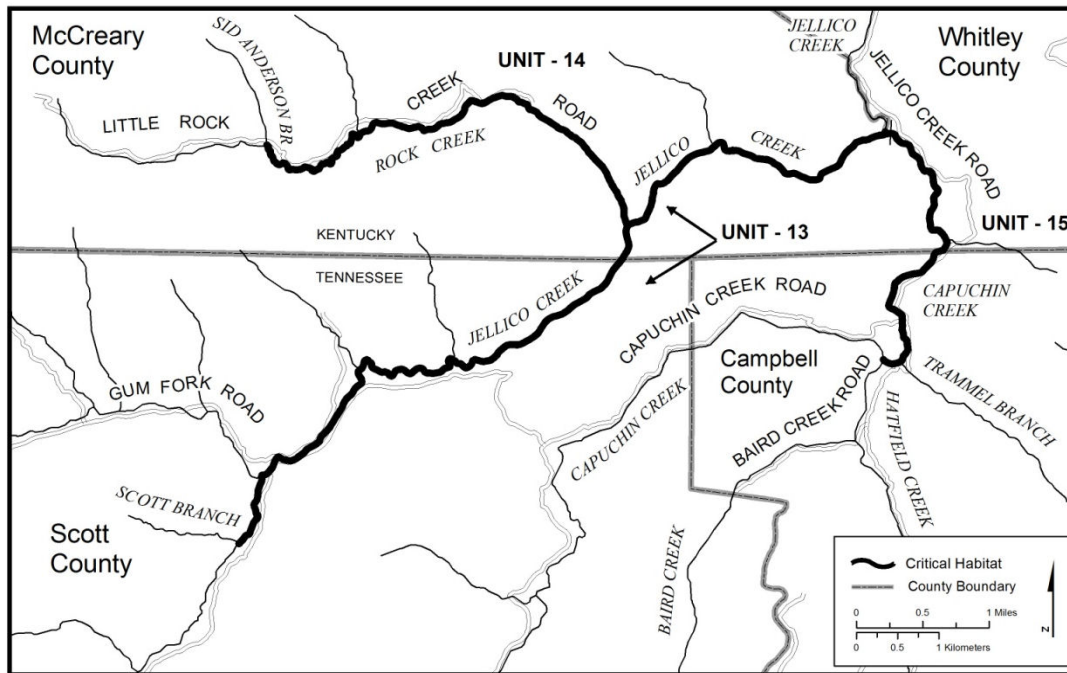 McCreary
County
SID ANDERSON BR
UNIT - 14
JELLICO
CREEK
Whitley
County
LITTLE ROCK
CREEK
ROAD
ROCK CREEK
JELLICO
CREEK
JELLICO CREEK ROAD
UNIT - 13
UNIT - 15
KENTUCKY
TENNESSEE
JELLICO CREEK
CAPUCHIN CREEK ROAD
CAPUCHIN
CREEK
GUM FORK ROAD
Campbell
County
CAPUCHIN CREEK
BAIRD CREEK ROAD
HATFIELD CREEK
TRAMMEL BRANCH
SCOTT BRANCH
Scott
County
BAIRD CREEK
Critical Habitat
County Boundary
0 0.5 1 Miles
0 0.5 1 Kilometers
N